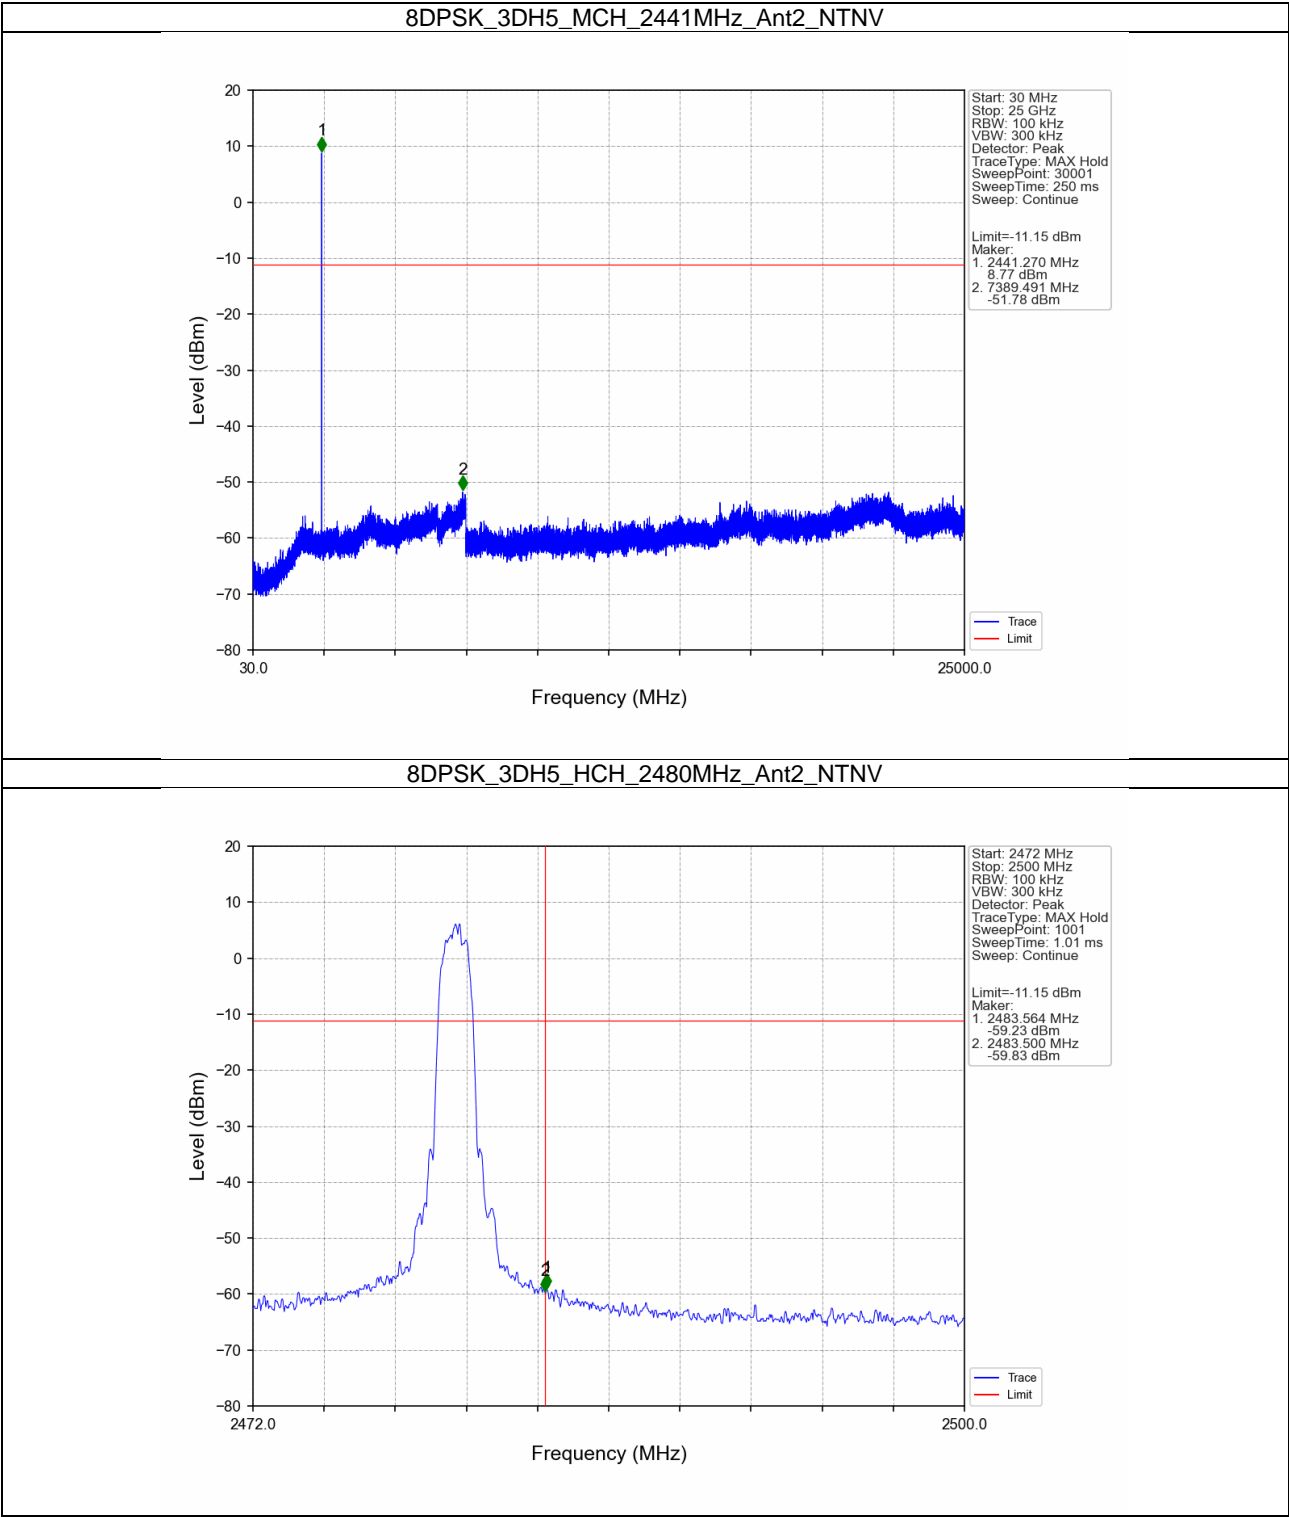 8DPSK_3DH5_MCH_2441MHz_Ant2_NTNV
20
10
0
−10
−20
−30
−40
−50
−60
−70
−80
Level (dBm)
1
2
30.0
25000.0
Frequency (MHz)
Start: 30 MHz
Stop: 25 GHz
RBW: 100 kHz
VBW: 300 kHz
Detector: Peak
TraceType: MAX Hold
SweepPoint: 30001
SweepTime: 250 ms
Sweep: Continue
Limit=-11.15 dBm
Maker:
1. 2441.270 MHz
8.77 dBm
2. 7389.491 MHz
-51.78 dBm
Trace
Limit
8DPSK_3DH5_HCH_2480MHz_Ant2_NTNV
20
10
0
−10
−20
−30
−40
−50
−60
−70
−80
Level (dBm)
1
2
2472.0
2500.0
Frequency (MHz)
Start: 2472 MHz
Stop: 2500 MHz
RBW: 100 kHz
VBW: 300 kHz
Detector: Peak
TraceType: MAX Hold
SweepPoint: 1001
SweepTime: 1.01 ms
Sweep: Continue
Limit=-11.15 dBm
Maker:
1. 2483.564 MHz
-59.23 dBm
2. 2483.500 MHz
-59.83 dBm
Trace
Limit